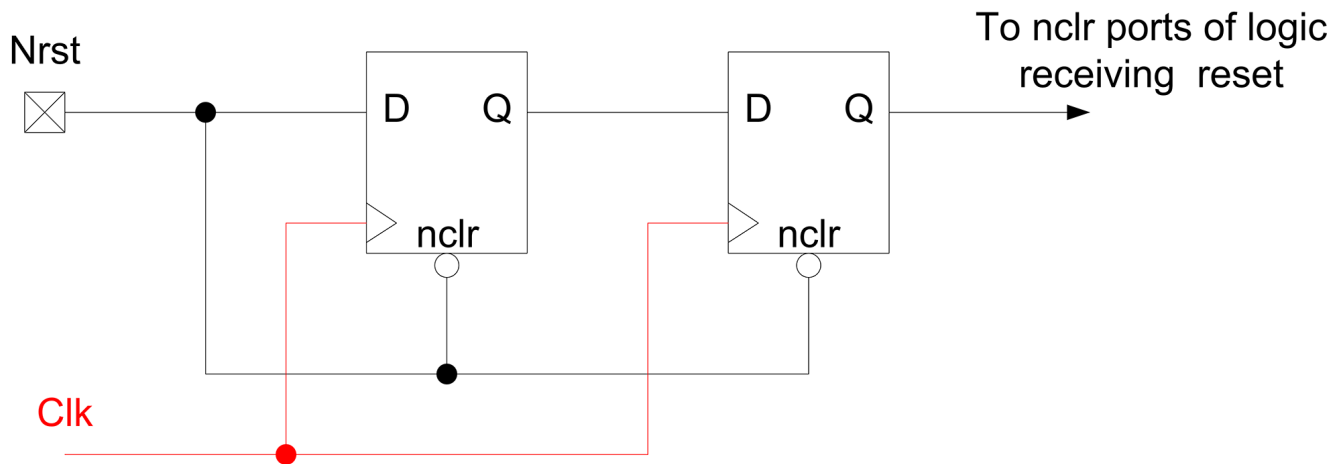 Nrst
To nclr ports of logic
receiving reset
D
Q
D
Q
nclr
nclr
Clk